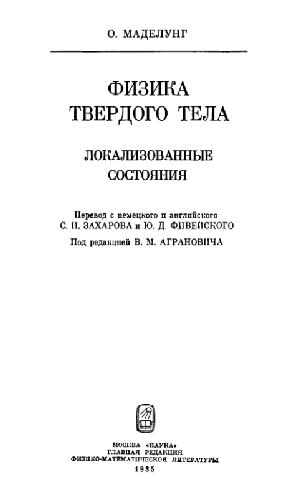 О. МАДЕЛУНГ
ФИЗИКА
ТВЕРДОГО ТЕЛА
ЛОКАЛИЗОВАННЫЕ
СОСТОЯНИЯ
Перевод с немецкого и английского
С. П. ЗАХАРОВА и Ю. Д. ФИВЕЙСКОГО
Под редакцией В. М. АГРАНОВИЧА
МОСКВА «НАУКА»
ГЛАВНАЯ РЕДАКЦИЯ
ФИЗИКО-МАТЕМАТИЧЕСКОЙ ЛИТЕРАТУРЫ
1985